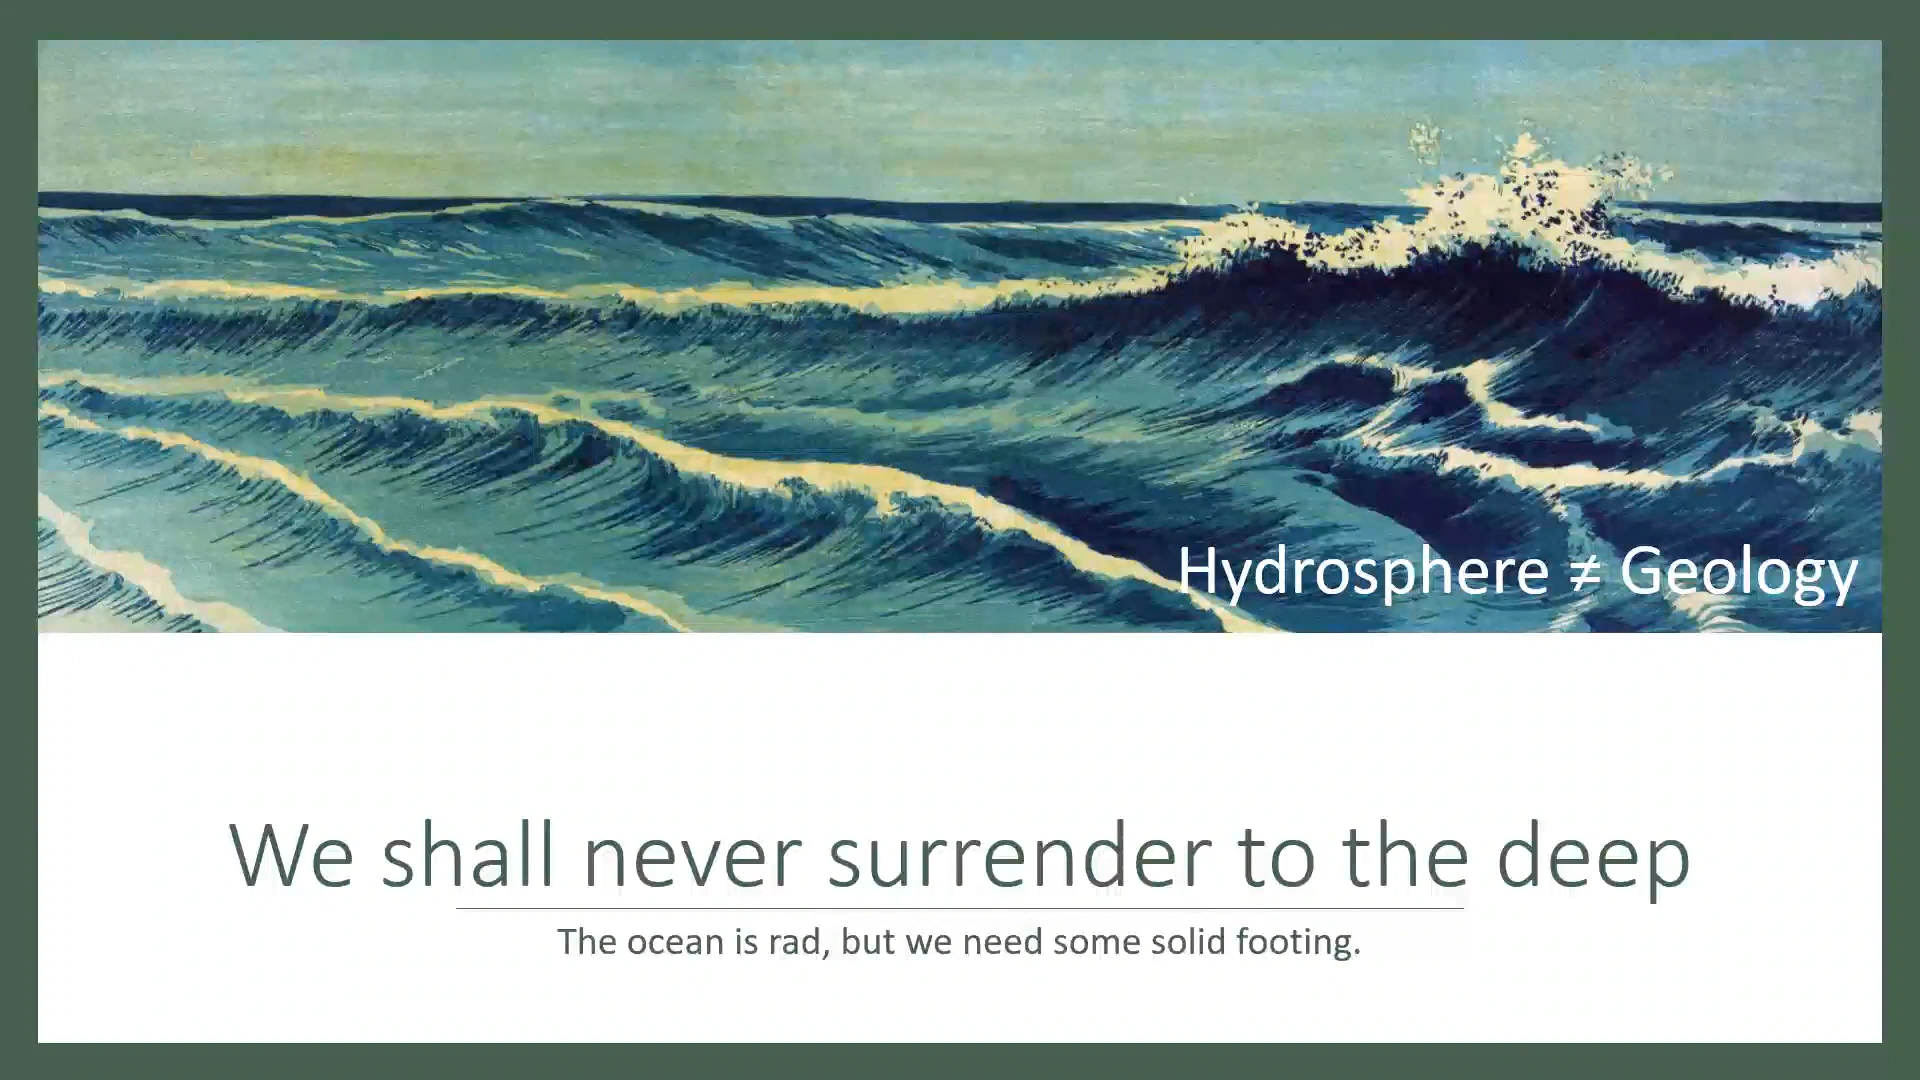 Hydrosphere ≠ Geology
We shall never surrender to the deep
The ocean is rad, but we need some solid footing.